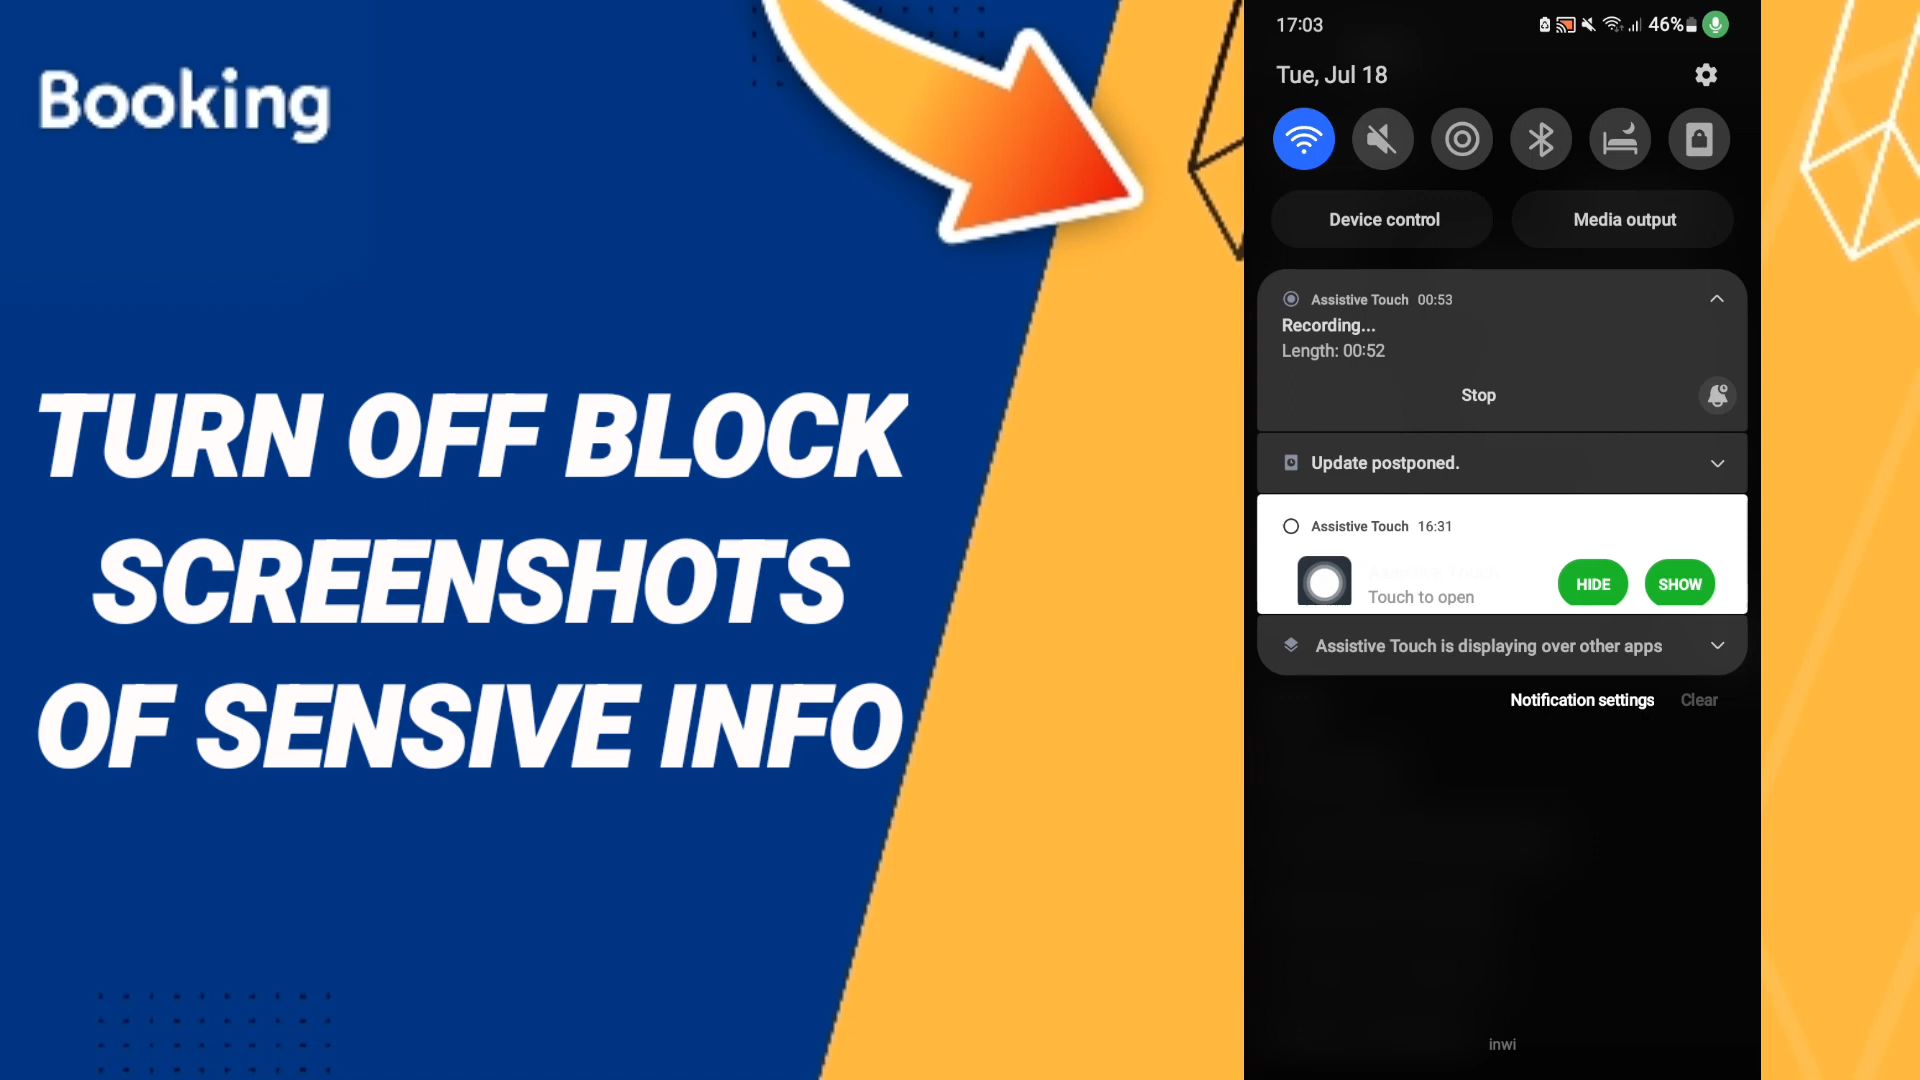 Booking
TURN OFF BLOCK
SCREENSHOTS
OF SENSIVE INFO
17:03
46%
Tue, Jul 18
Device control
Media output
Assistive Touch 00:53
Recording...
Length: 00:52
Stop
Update postponed.
Assistive Touch 16:31
Touch to open
HIDE
SHOW
Assistive Touch is displaying over other apps
Notification settings
Clear
inwi